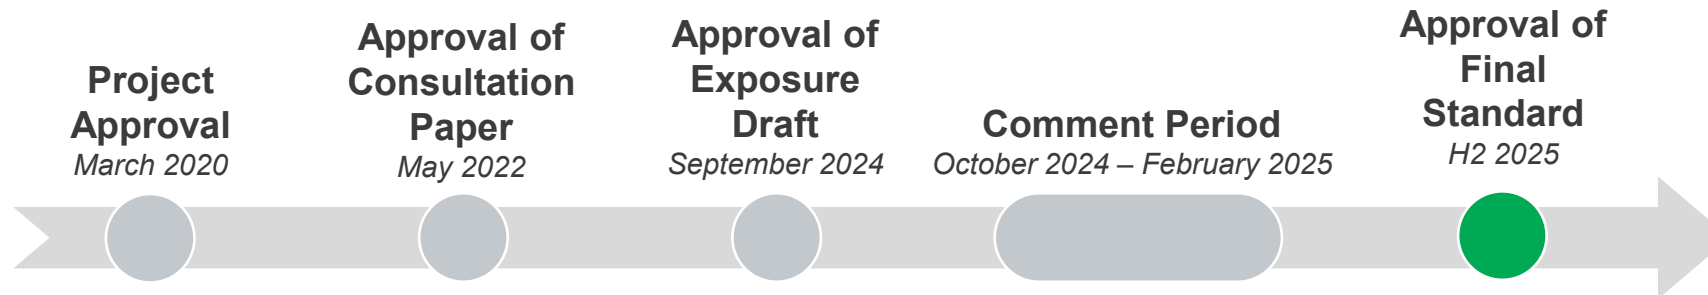 Project
Approval
March 2020
Approval of
Consultation
Paper
May 2022
Approval of
Exposure
Draft
September 2024
Comment Period
October 2024 – February 2025
Approval of
Final
Standard
H2 2025